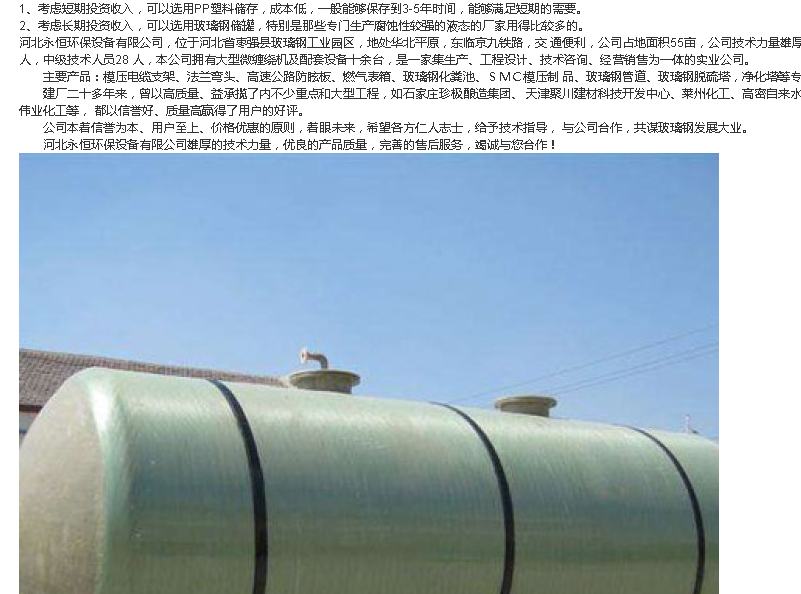 1、考虑短期投资收入，可以选用PP塑料储存，成本低，一般能够保存到3-5年时间，能够满足短期的需要。
2、考虑长期投资收入，可以选用玻璃钢储罐，特别是那些专门生产腐蚀性较强的液态的厂家用得比较多的。
河北永恒环保设备有限公司，位于河北省枣强县玻璃钢工业园区，地处华北平原，东临京九铁路，交 通便利，公司占地面积55亩，公司技术力量雄厚
人，中级技术人员28 人，本公司拥有大型微缠绕机及配套设备十余台，是一家集生产、工程设计、技术咨询、经营销售为一体的实业公司。
主要产品：模压电缆支架、法兰弯头、高速公路防眩板、燃气表箱、玻璃钢化粪池、ＳＭＣ模压制 品、玻璃钢管道、玻璃钢脱硫塔，净化塔等专
建厂二十多年来，曾以高质量、益承揽了内不少重点和大型工程，如石家庄珍极酿造集团、 天津聚川建材科技开发中心、莱州化工、高密自来水
伟业化工等， 都以信誉好、质量高赢得了用户的好评。
公司本着信誉为本、用户至上、价格优惠的原则，着眼未来，希望各方仁人志士，给予技术指导， 与公司合作，共谋玻璃钢发展大业。
河北永恒环保设备有限公司雄厚的技术力量，优良的产品质量，完善的售后服务，竭诚与您合作！